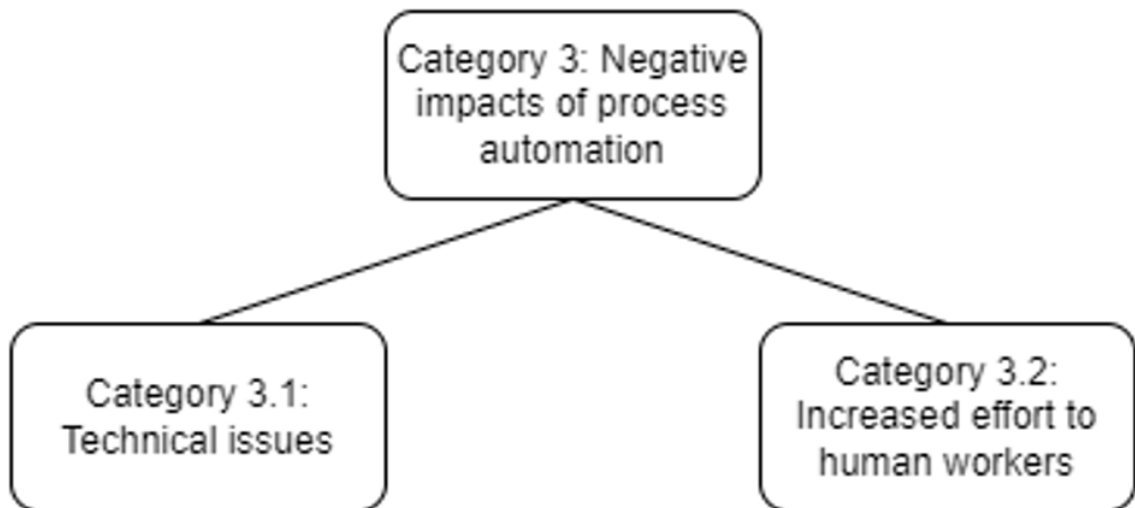 Category 3: Negative
impacts of process
automation
Category 3.1:
Technical issues
Category 3.2:
Increased effort to
human workers